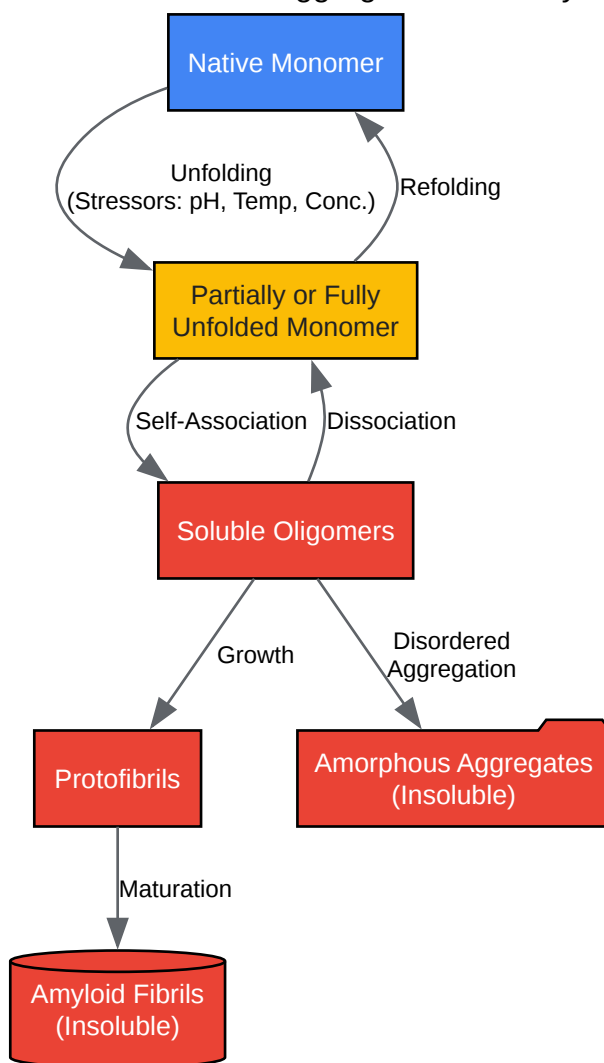 Native Monomer
Unfolding
(Stressors: pH, Temp, Conc.)
Refolding
Partially or Fully
Unfolded Monomer
Self-Association
Dissociation
Soluble Oligomers
Growth
Disordered
Aggregation
Protofibrils
Amorphous Aggregates
(Insoluble)
Maturation
Amyloid Fibrils
(Insoluble)